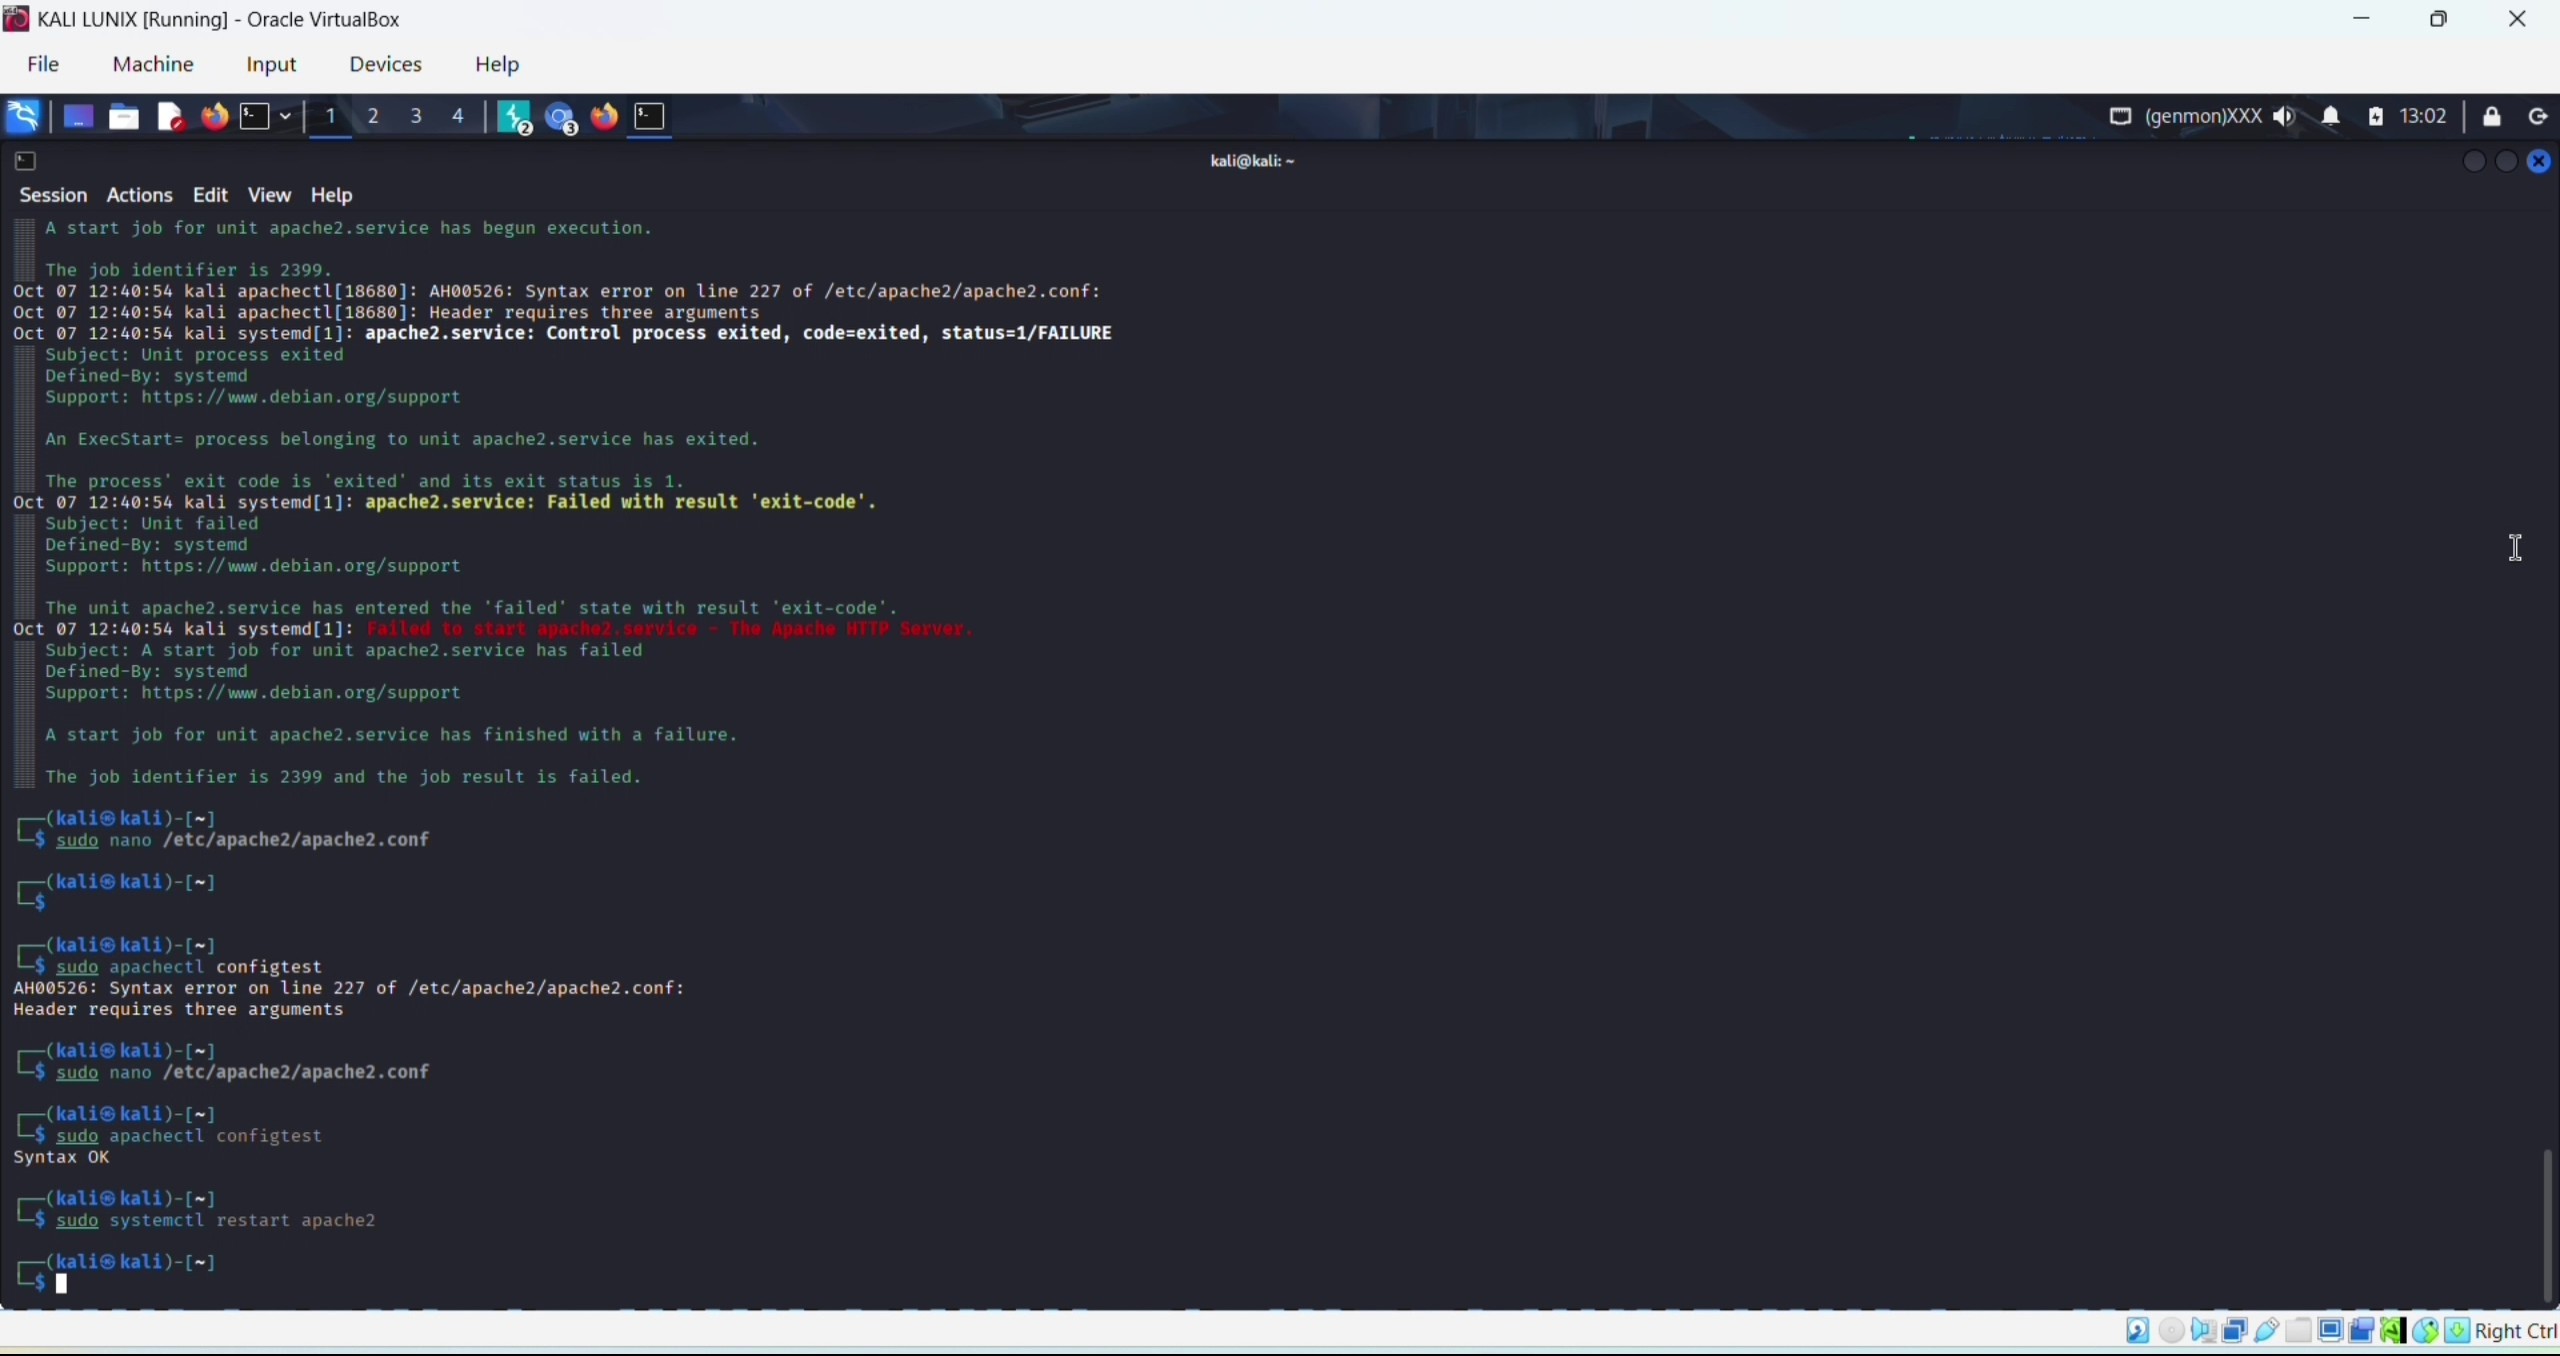 KALI LUNIX [Running] - Oracle VirtualBox
File Machine Input Devices Help
1 2 3 4 2 3 (genmon)XXX 13:02
kali@kali: ~
Session Actions Edit View Help
A start job for unit apache2.service has begun execution.
The job identifier is 2399.
Oct 07 12:40:54 kali apachectl[18680]: AH00526: Syntax error on line 227 of /etc/apache2/apache2.conf:
Oct 07 12:40:54 kali apachectl[18680]: Header requires three arguments
Oct 07 12:40:54 kali systemd[1]: apache2.service: Control process exited, code=exited, status=1/FAILURE
Subject: Unit process exited
Defined-By: systemd
Support: https://www.debian.org/support
An ExecStart= process belonging to unit apache2.service has exited.
The process' exit code is 'exited' and its exit status is 1.
Oct 07 12:40:54 kali systemd[1]: apache2.service: Failed with result 'exit-code'.
Subject: Unit failed
Defined-By: systemd
Support: https://www.debian.org/support
The unit apache2.service has entered the 'failed' state with result 'exit-code'.
Oct 07 12:40:54 kali systemd[1]: Failed to start apache2.service - The Apache HTTP Server.
Subject: A start job for unit apache2.service has failed
Defined-By: systemd
Support: https://www.debian.org/support
A start job for unit apache2.service has finished with a failure.
The job identifier is 2399 and the job result is failed.
┌──(kali㉿kali)-[~]
└─$ sudo nano /etc/apache2/apache2.conf
┌──(kali㉿kali)-[~]
└─$
┌──(kali㉿kali)-[~]
└─$ sudo apachectl configtest
AH00526: Syntax error on line 227 of /etc/apache2/apache2.conf:
Header requires three arguments
┌──(kali㉿kali)-[~]
└─$ sudo nano /etc/apache2/apache2.conf
┌──(kali㉿kali)-[~]
└─$ sudo apachectl configtest
Syntax OK
┌──(kali㉿kali)-[~]
└─$ sudo systemctl restart apache2
┌──(kali㉿kali)-[~]
└─$
Right Ctrl